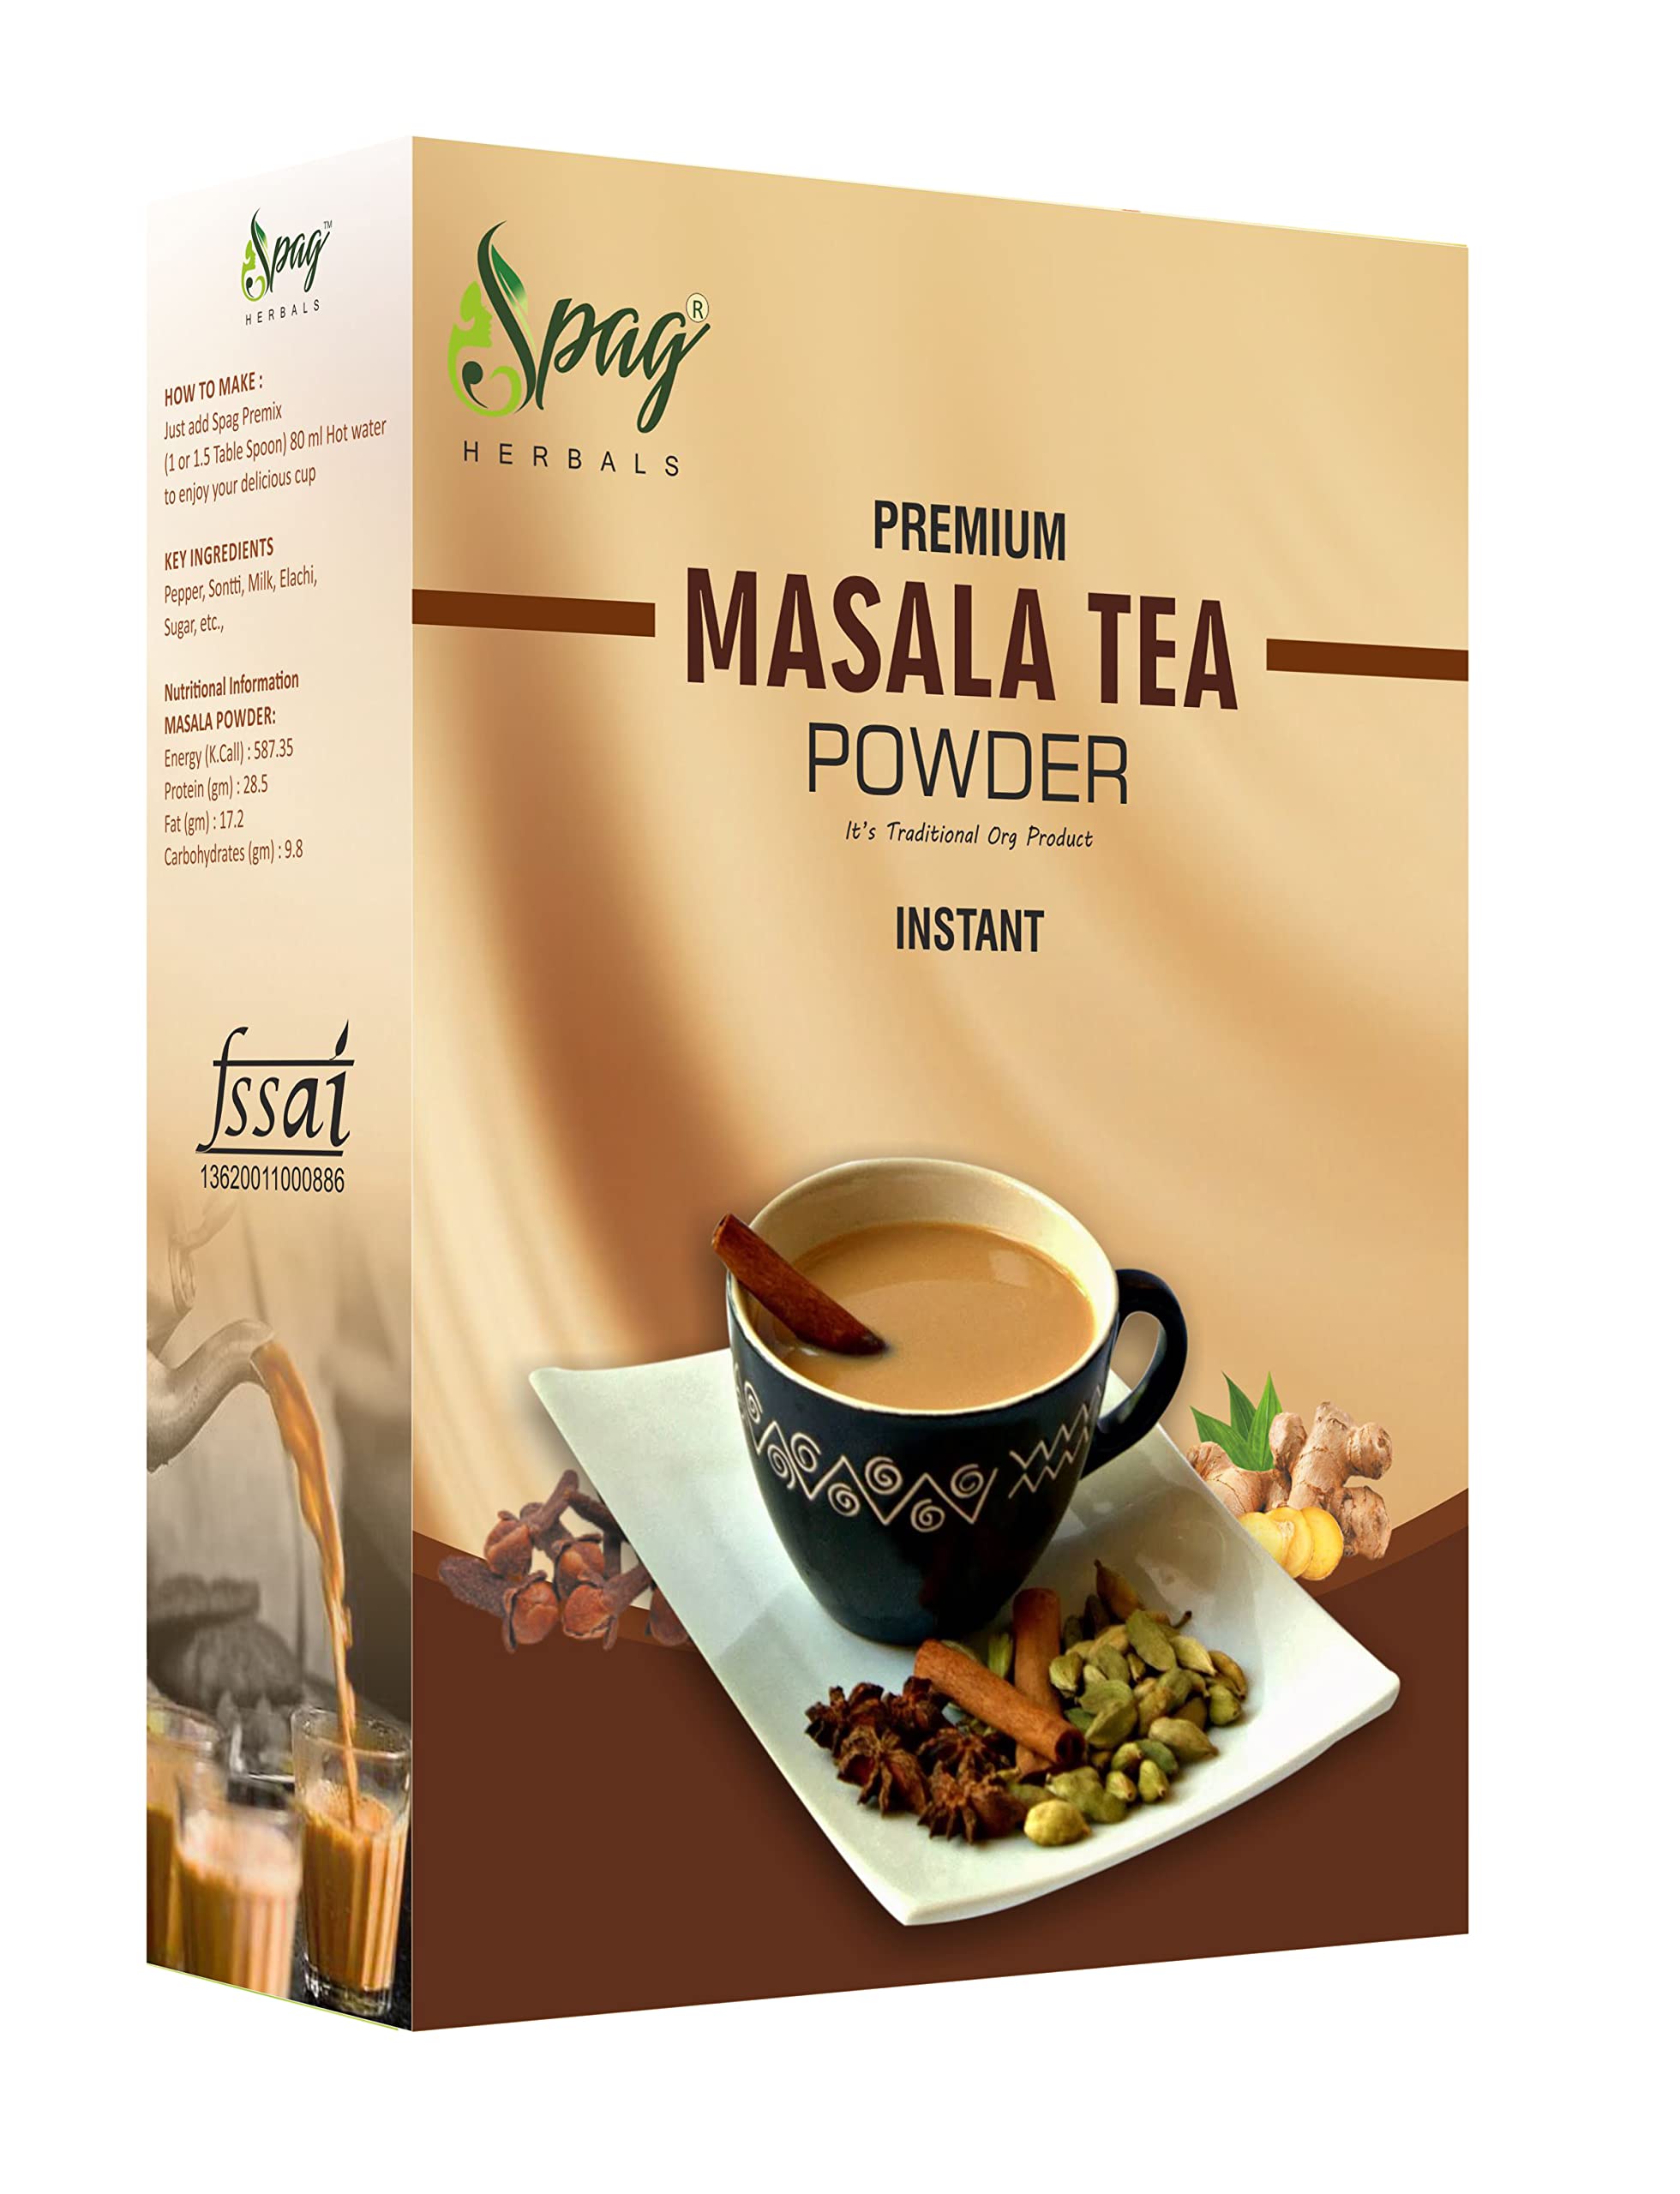 Spag™
HERBALS
HOW TO MAKE :
Just add Spag Premix
(1 or 1.5 Table Spoon) 80 ml Hot water
to enjoy your delicious cup
KEY INGREDIENTS
Pepper, Sontti, Milk, Elachi,
Sugar, etc.,
Nutritional Information
MASALA POWDER:
Energy (K.Call) : 587.35
Protein (gm) : 28.5
Fat (gm) : 17.2
Carbohydrates (gm) : 9.8
fssai
13620011000886
Spag®
HERBALS
PREMIUM
MASALA TEA
POWDER
It's Traditional Org Product
INSTANT